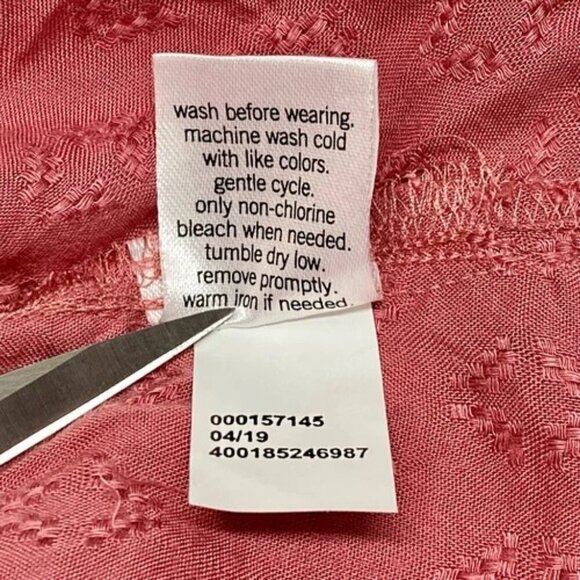 wash before wearing.
machine wash cold
with like colors.
gentle cycle.
only non-chlorine
bleach when needed.
tumble dry low.
remove promptly.
warm iron if needed.
000157145
04/19
400185246987